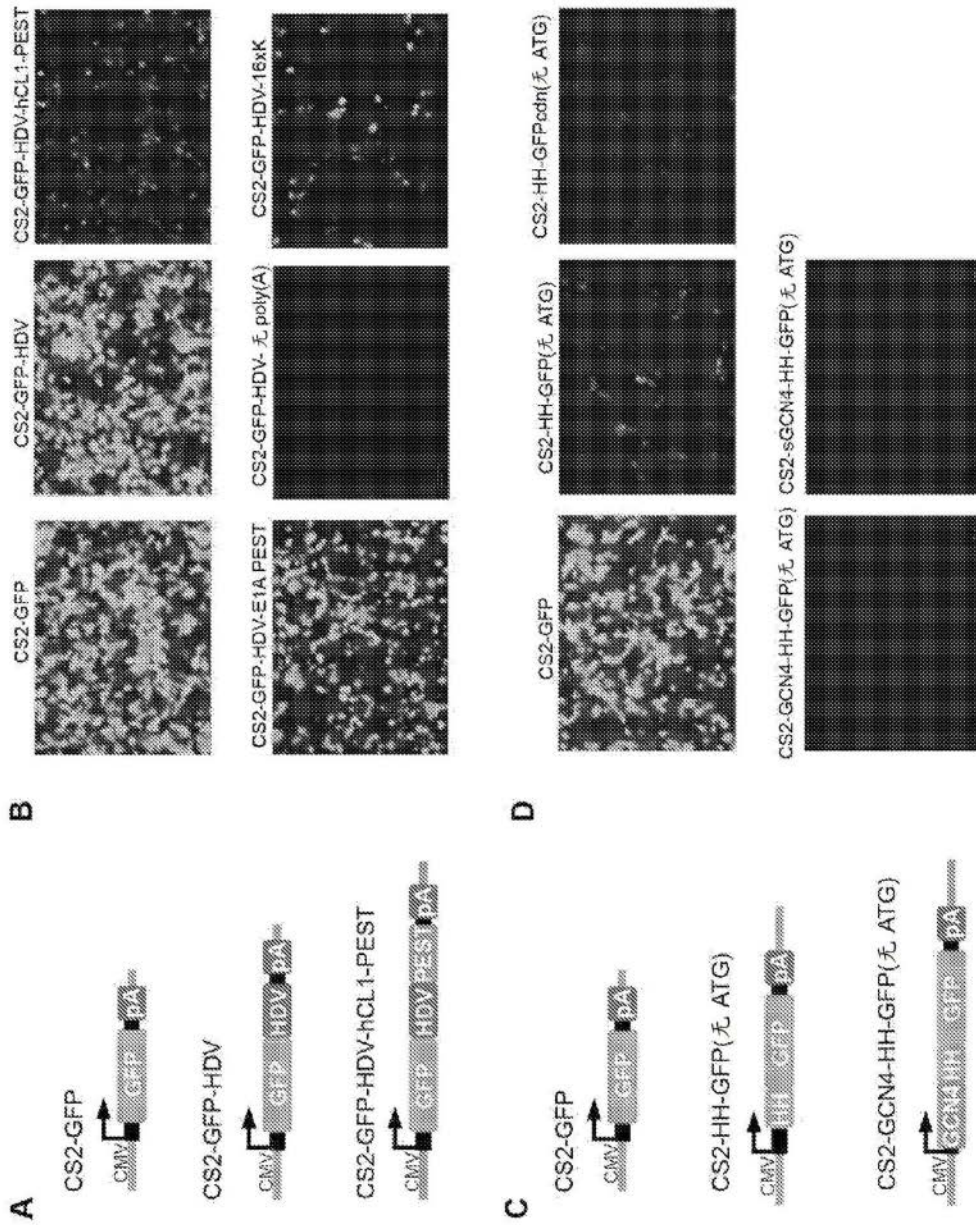 A
CS2-GFP
CMV
GFP
pA
CS2-GFP-HDV
CMV
GFP
HDV
pA
CS2-GFP-HDV-hCL1-PEST
CMV
GFP
HDV
PEST
pA
B
CS2-GFP
CS2-GFP-HDV
CS2-GFP-HDV-hCL1-PEST
CS2-GFP-HDV-E1A PEST
CS2-GFP-HDV- 无 poly(A)
CS2-GFP-HDV-16xK
C
CS2-GFP
CMV
GFP
pA
CS2-HH-GFP(无 ATG)
CMV
HH
GFP
pA
CS2-GCN4-HH-GFP(无 ATG)
CMV
GCN4
HH
GFP
pA
D
CS2-GFP
CS2-HH-GFP(无 ATG)
CS2-HH-GFPcdn(无 ATG)
CS2-GCN4-HH-GFP(无 ATG)
CS2-sGCN4-HH-GFP(无 ATG)